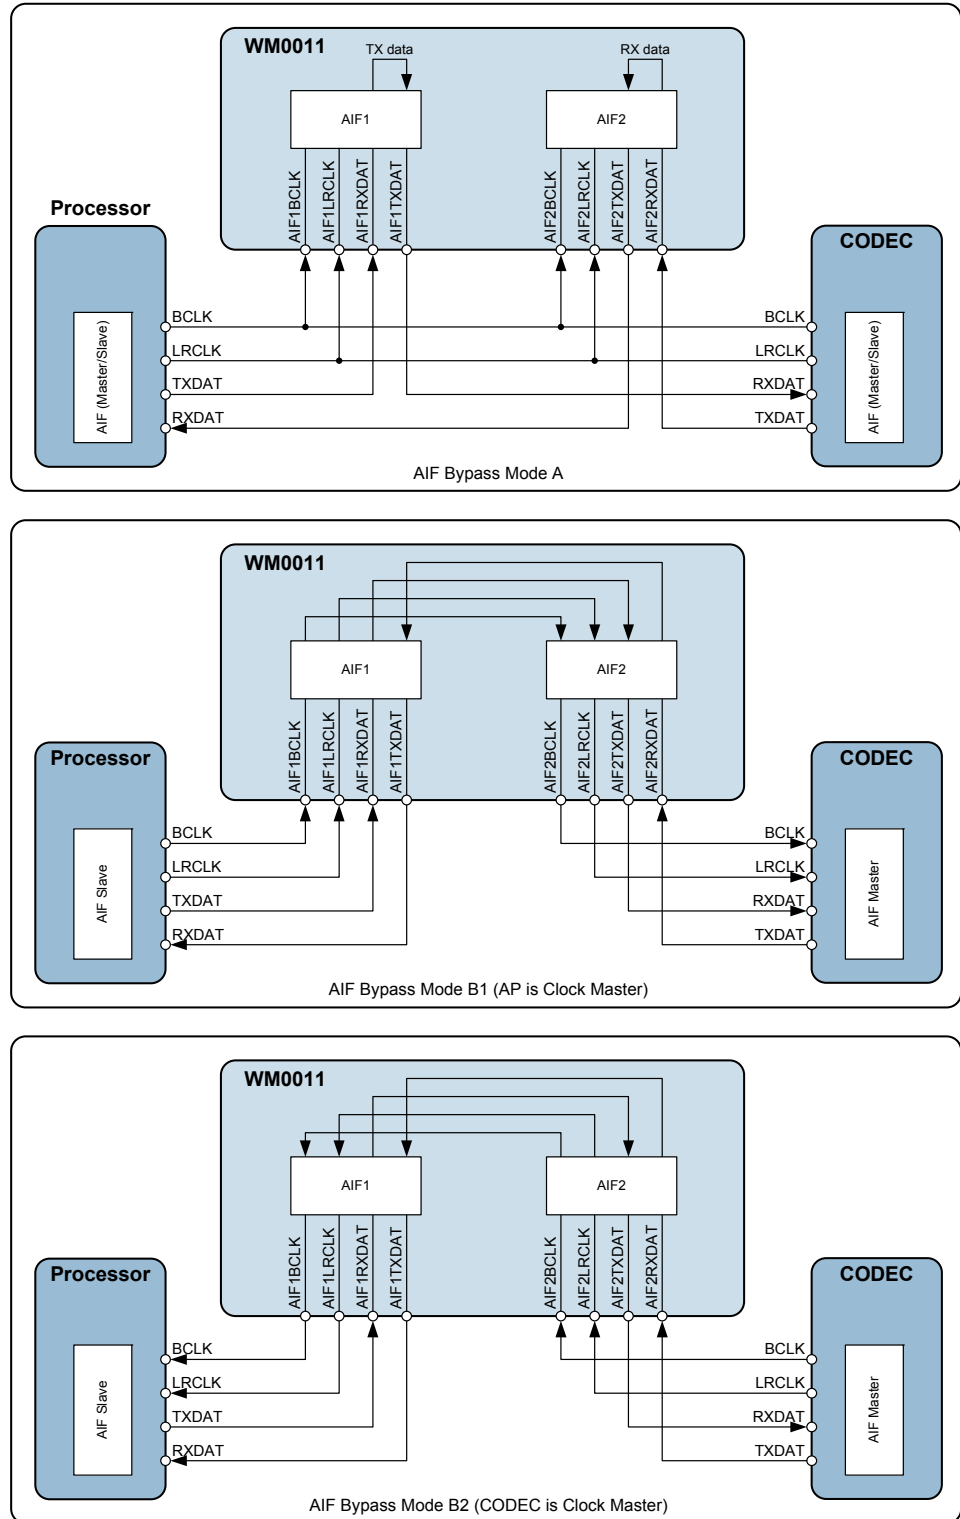 WM0011
TX data
RX data
AIF1
AIF2
AIF1BCLK
AIF1LRCLK
AIF1RXDAT
AIF1TXDAT
AIF2BCLK
AIF2LRCLK
AIF2TXDAT
AIF2RXDAT
Processor
CODEC
AIF (Master/Slave)
BCLK
LRCLK
TXDAT
RXDAT
BCLK
LRCLK
RXDAT
TXDAT
AIF (Master/Slave)
AIF Bypass Mode A
WM0011
AIF1
AIF2
AIF1BCLK
AIF1LRCLK
AIF1RXDAT
AIF1TXDAT
AIF2BCLK
AIF2LRCLK
AIF2TXDAT
AIF2RXDAT
Processor
CODEC
AIF Slave
BCLK
LRCLK
TXDAT
RXDAT
BCLK
LRCLK
RXDAT
TXDAT
AIF Master
AIF Bypass Mode B1 (AP is Clock Master)
WM0011
AIF1
AIF2
AIF1BCLK
AIF1LRCLK
AIF1RXDAT
AIF1TXDAT
AIF2BCLK
AIF2LRCLK
AIF2TXDAT
AIF2RXDAT
Processor
CODEC
AIF Slave
BCLK
LRCLK
TXDAT
RXDAT
BCLK
LRCLK
RXDAT
TXDAT
AIF Master
AIF Bypass Mode B2 (CODEC is Clock Master)